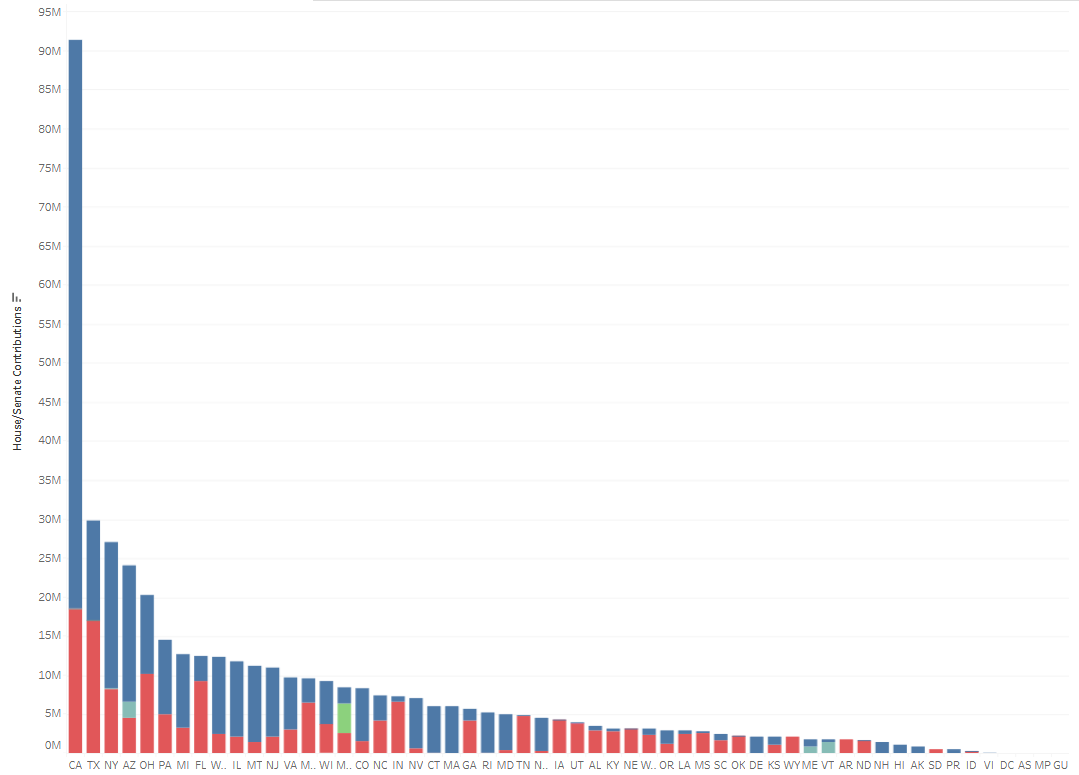 95M
90M
85M
80M
75M
70M
65M
60M
55M
50M
45M
40M
35M
30M
25M
20M
15M
10M
5M
0M
House/Senate Contributions
CA TX NY AZ OH PA MI FL W.. IL MT NJ VA M.. WI M.. CO NC IN NV CT MA GA RI MD TN N.. IA UT AL KY NE W.. OR LA MS SC OK DE KS WY ME VT AR ND NH HI AK SD PR ID VI DC AS MP GU